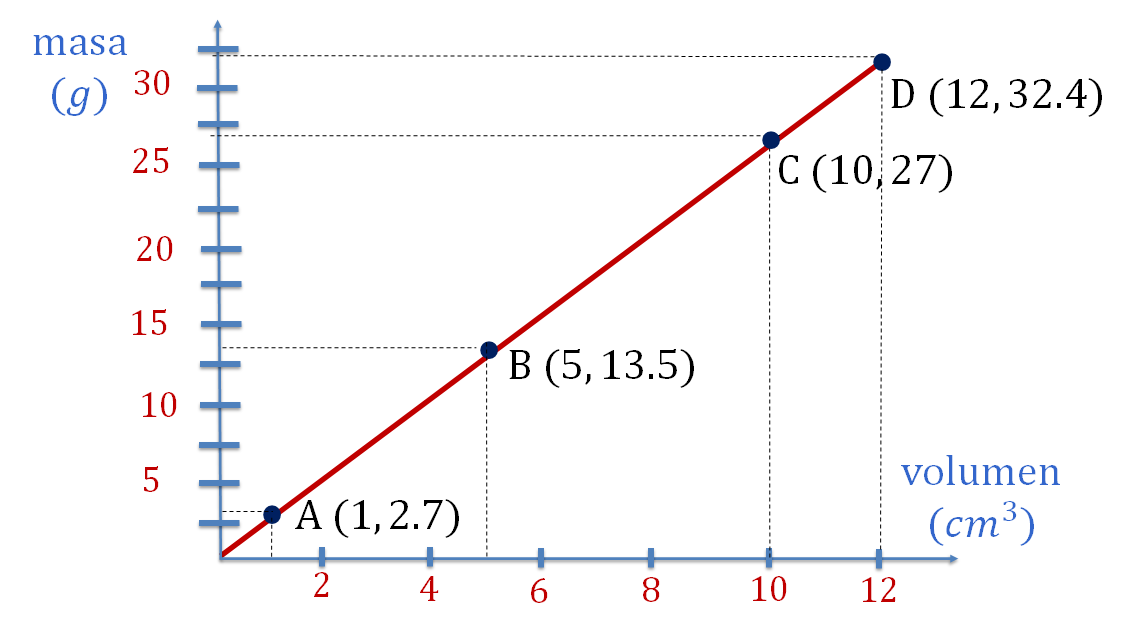 masa
(g)
30
25
20
15
10
5
D (12, 32.4)
C (10, 27)
B (5, 13.5)
A (1, 2.7)
volumen
(cm³)
2 4 6 8 10 12